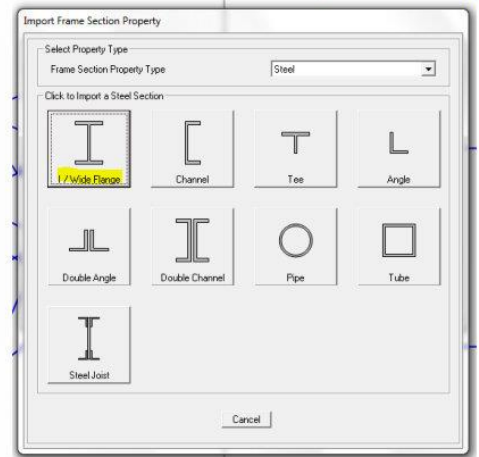 Import Frame Section Property
Select Property Type
Frame Section Property Type
Steel
Click to Import a Steel Section
I / Wide Flange
Channel
Tee
Angle
Double Angle
Double Channel
Pipe
Tube
Steel Joist
Cancel